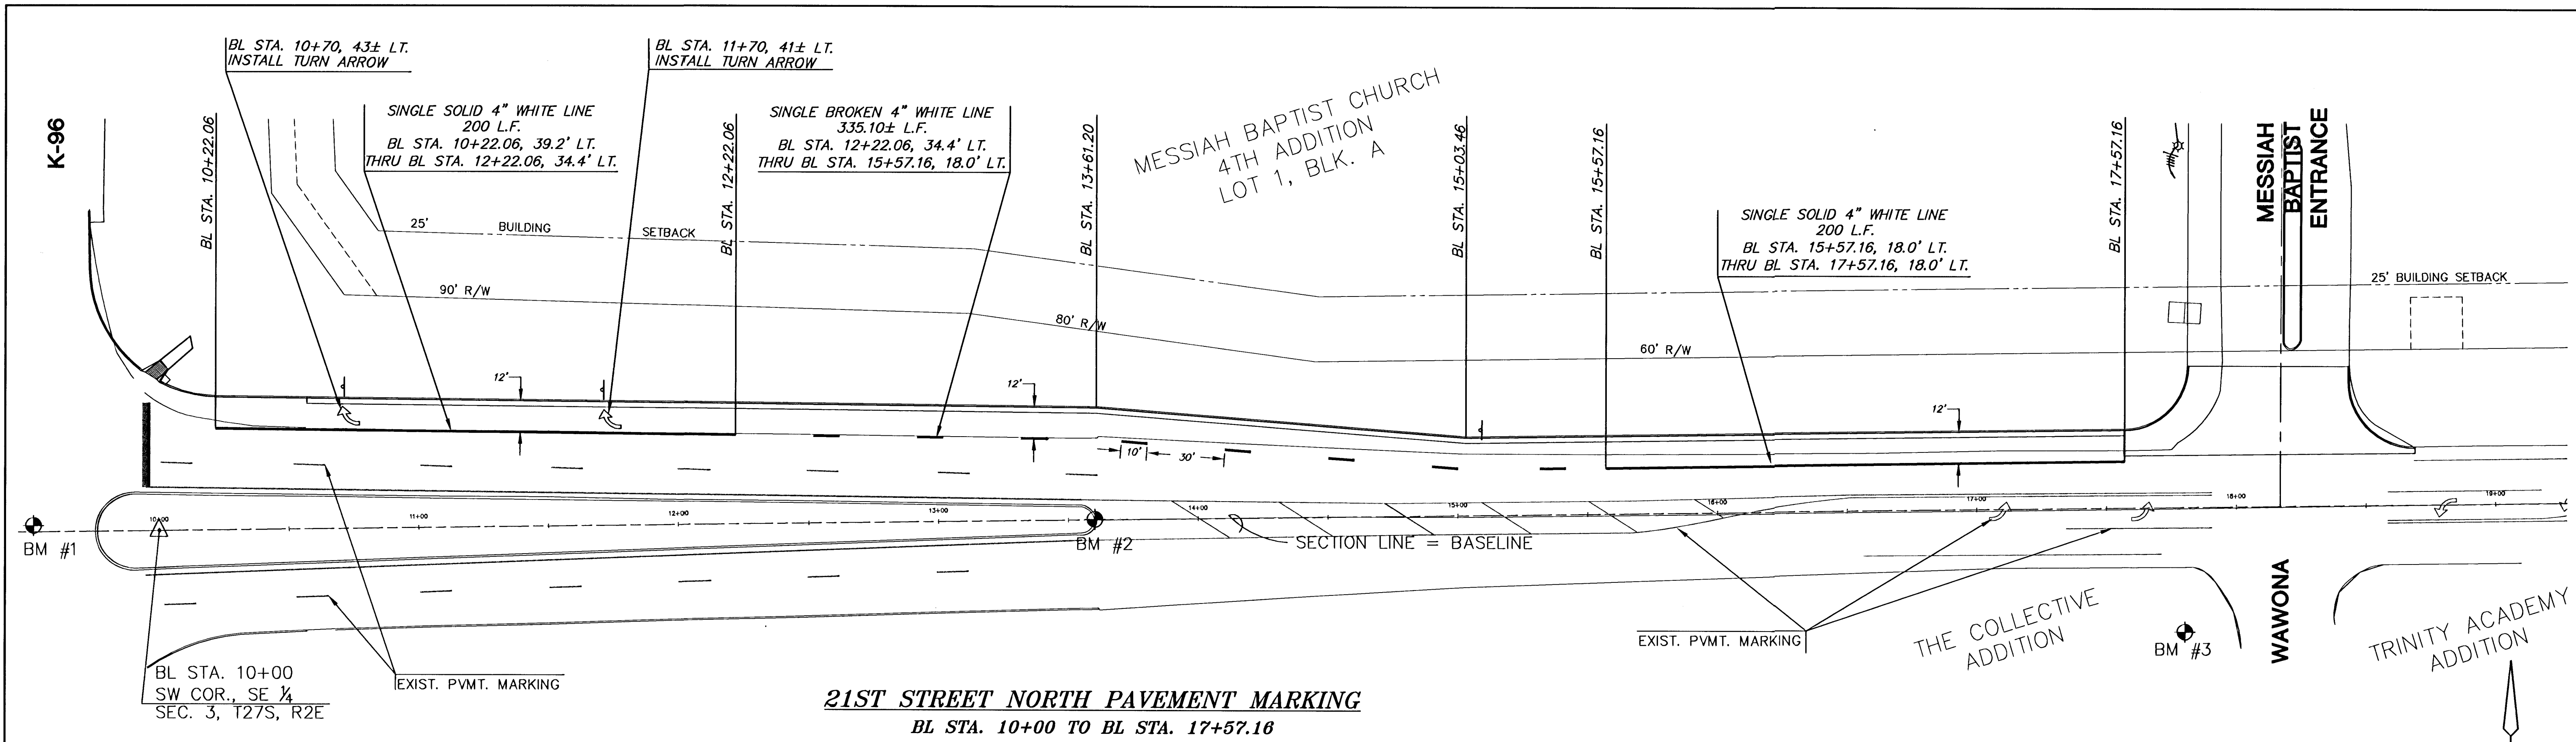 BL STA. 10+70, 43± LT.
INSTALL TURN ARROW
BL STA. 11+70, 41± LT.
INSTALL TURN ARROW
K-96
BL STA. 10+22.06
SINGLE SOLID 4" WHITE LINE
200 L.F.
BL STA. 10+22.06, 39.2' LT.
THRU BL STA. 12+22.06, 34.4' LT.
BL STA. 12+22.06
SINGLE BROKEN 4" WHITE LINE
335.10± L.F.
BL STA. 12+22.06, 34.4' LT.
THRU BL STA. 15+57.16, 18.0' LT.
BL STA. 13+61.20
MESSIAH BAPTIST CHURCH
4TH ADDITION
LOT 1, BLK. A
BL STA. 15+03.46
BL STA. 15+57.16
SINGLE SOLID 4" WHITE LINE
200 L.F.
BL STA. 15+57.16, 18.0' LT.
THRU BL STA. 17+57.16, 18.0' LT.
BL STA. 17+57.16
MESSIAH
BAPTIST
ENTRANCE
25' BUILDING SETBACK
25' BUILDING SETBACK
90' R/W
80' R/W
60' R/W
12'
12'
12'
10'
30'
10+00
11+00
12+00
13+00
14+00
15+00
16+00
17+00
18+00
19+00
BM #1
BM #2
SECTION LINE = BASELINE
EXIST. PVMT. MARKING
THE COLLECTIVE
ADDITION
BM #3
WAWONA
TRINITY ACADEMY
ADDITION
BL STA. 10+00
SW COR., SE ¼
SEC. 3, T27S, R2E
EXIST. PVMT. MARKING
21ST STREET NORTH PAVEMENT MARKING
BL STA. 10+00 TO BL STA. 17+57.16